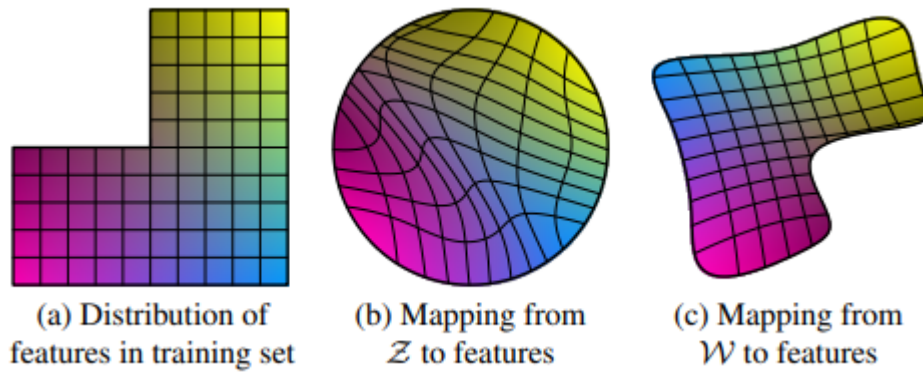 (a) Distribution of
features in training set
(b) Mapping from
𝒵 to features
(c) Mapping from
𝒲 to features